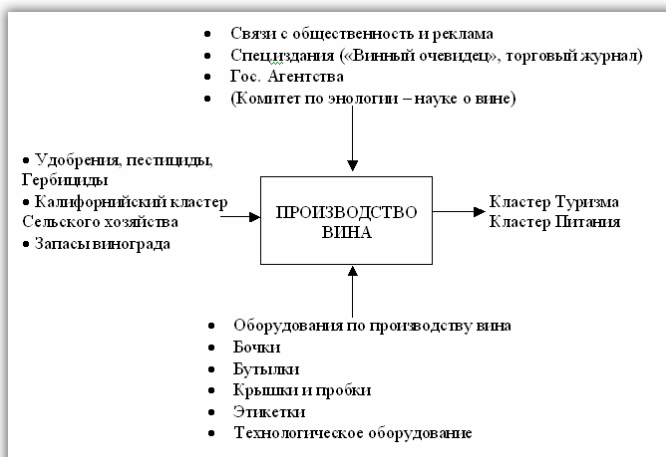 • Связи с общественность и реклама
• Спец.издания («Винный очевидец», торговый журнал)
• Гос. Агентства
• (Комитет по энологии – науке о вине)
• Удобрения, пестициды,
Гербициды
• Калифорнийский кластер
Сельского хозяйства
• Запасы винограда
ПРОИЗВОДСТВО
ВИНА
Кластер Туризма
Кластер Питания
• Оборудования по производству вина
• Бочки
• Бутылки
• Крышки и пробки
• Этикетки
• Технологическое оборудование